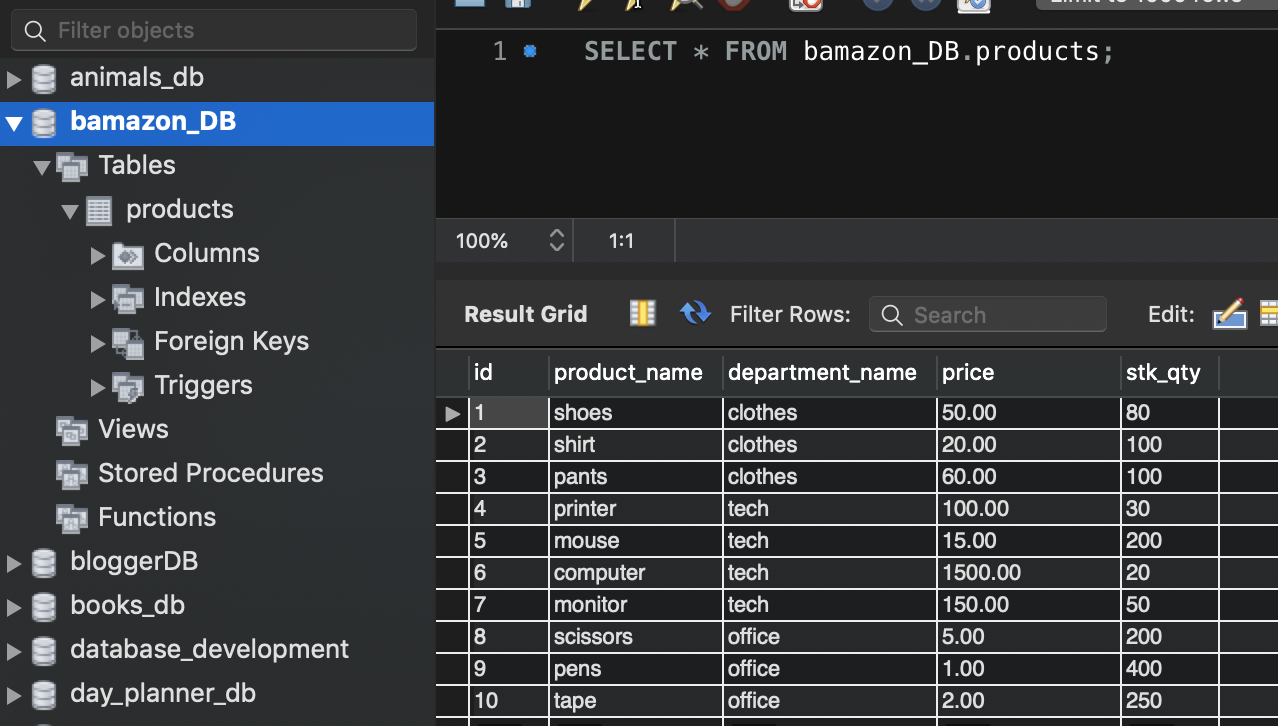 Filter objects
animals_db
bamazon_DB
Tables
products
Columns
Indexes
Foreign Keys
Triggers
Views
Stored Procedures
Functions
bloggerDB
books_db
database_development
day_planner_db
Limit to 1000 rows
1 SELECT * FROM bamazon_DB.products;
100% 1:1
Result Grid Filter Rows: Search Edit:
id product_name department_name price stk_qty
1 shoes clothes 50.00 80
2 shirt clothes 20.00 100
3 pants clothes 60.00 100
4 printer tech 100.00 30
5 mouse tech 15.00 200
6 computer tech 1500.00 20
7 monitor tech 150.00 50
8 scissors office 5.00 200
9 pens office 1.00 400
10 tape office 2.00 250